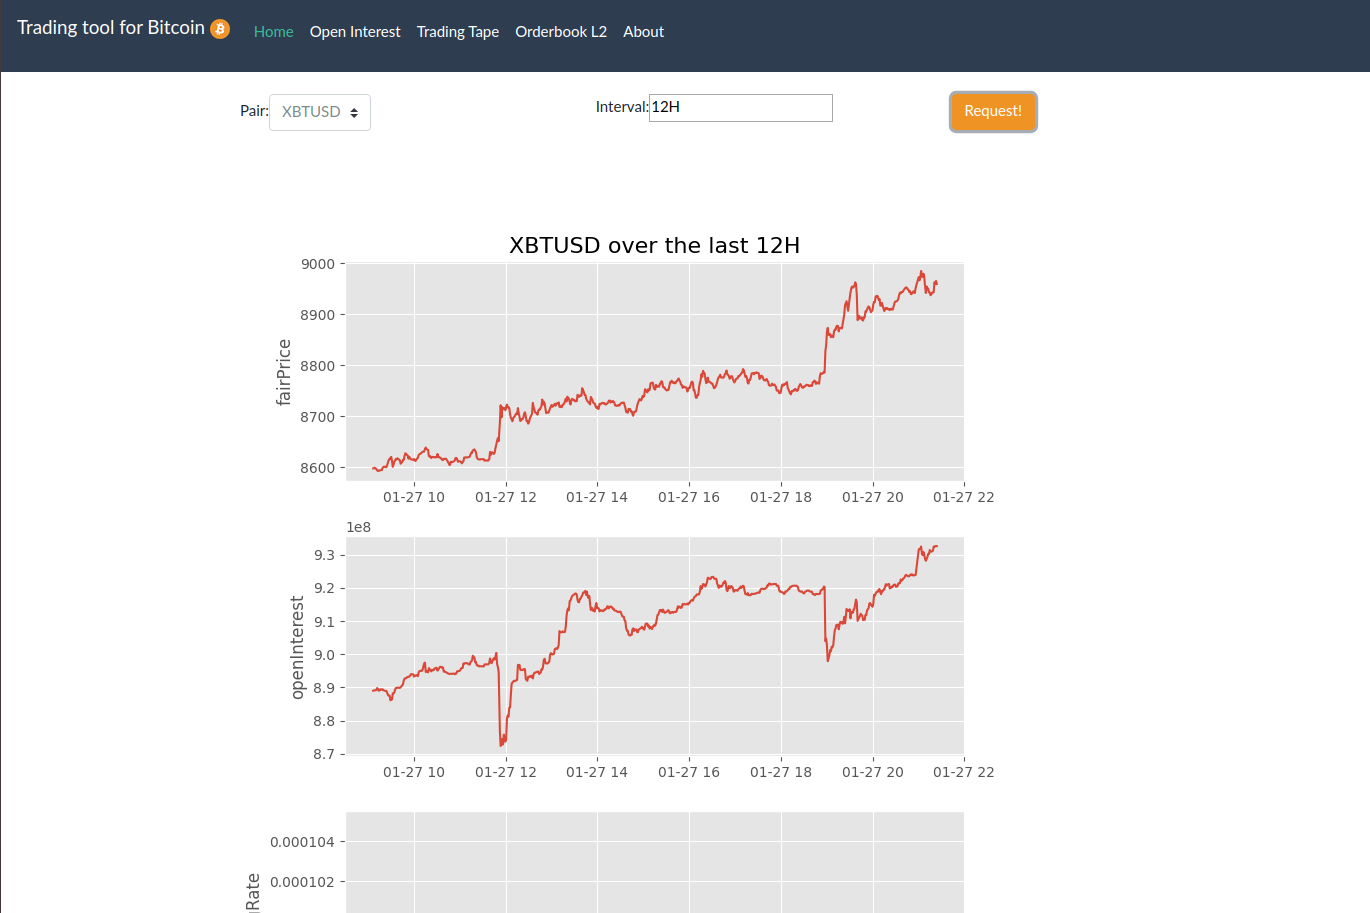 Trading tool for Bitcoin
Home Open Interest Trading Tape Orderbook L2 About
Pair: XBTUSD Interval: 12H Request!
XBTUSD over the last 12H
9000
8900
8800
8700
8600
fairPrice
01-27 10 01-27 12 01-27 14 01-27 16 01-27 18 01-27 20 01-27 22
1e8
9.3
9.2
9.1
9.0
8.9
8.8
8.7
openInterest
01-27 10 01-27 12 01-27 14 01-27 16 01-27 18 01-27 20 01-27 22
0.000104
0.000102